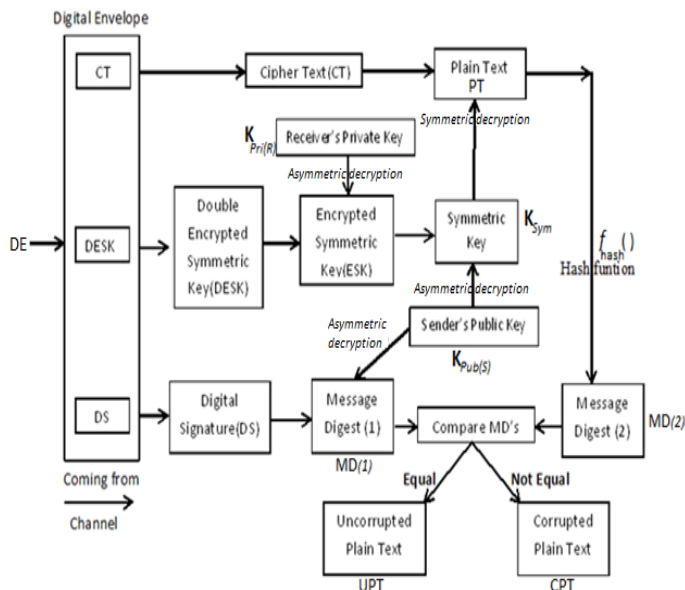 Digital Envelope
CT
Cipher Text(CT)
Plain Text
PT
Symmetric decryption
K Pri(R)
Receiver's Private Key
Asymmetric decryption
DE
DESK
Double
Encrypted
Symmetric
Key(DESK)
Encrypted
Symmetric
Key(ESK)
Symmetric
Key
K Sym
f hash ( )
Hash funtion
Asymmetric decryption
Asymmetric
decryption
Sender's Public Key
K Pub(S)
DS
Digital
Signature(DS)
Message
Digest (1)
MD(1)
Compare MD's
Message
Digest (2)
MD(2)
Coming from
Channel
Equal
Not Equal
Uncorrupted
Plain Text
UPT
Corrupted
Plain Text
CPT